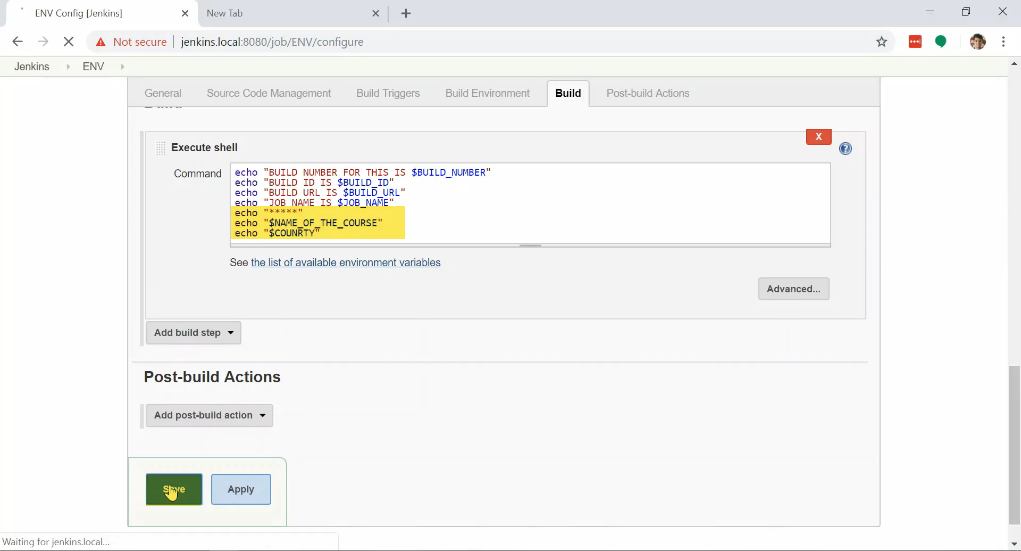 ENV Config [Jenkins]
New Tab
Not secure jenkins.local:8080/job/ENV/configure
Jenkins ENV
General Source Code Management Build Triggers Build Environment Build Post-build Actions
Build
Execute shell
X
Command
echo "BUILD NUMBER FOR THIS IS $BUILD_NUMBER"
echo "BUILD ID IS $BUILD_ID"
echo "BUILD URL IS $BUILD_URL"
echo "JOB NAME IS $JOB_NAME"
echo "*****"
echo "$NAME_OF_THE_COURSE"
echo "$COUNRTY"
See the list of available environment variables
Advanced...
Add build step
Post-build Actions
Add post-build action
Save Apply
Waiting for jenkins.local...